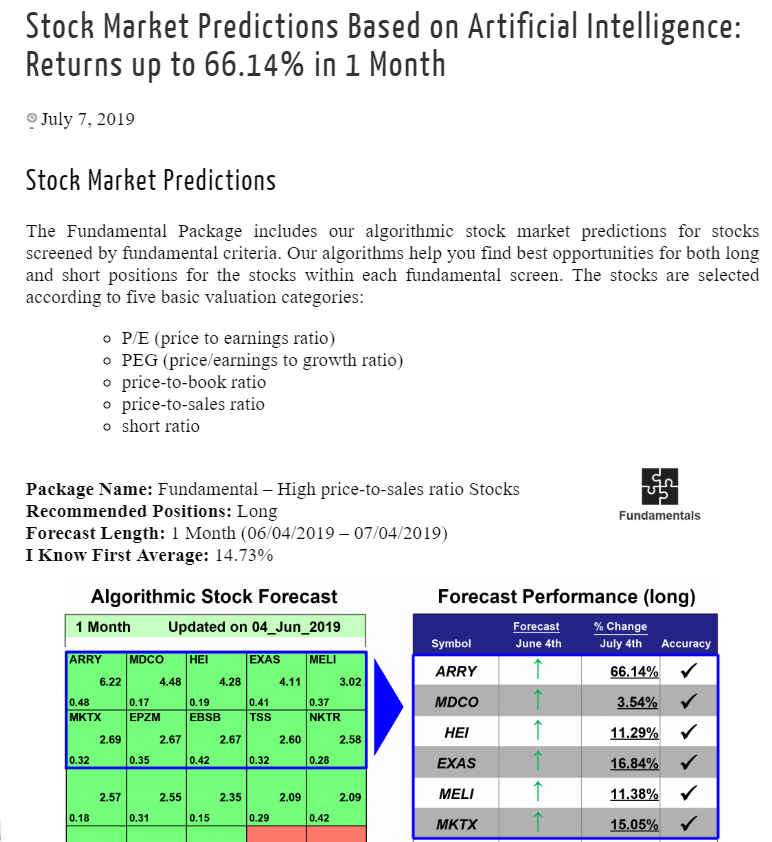 Stock Market Predictions Based on Artificial Intelligence:
Returns up to 66.14% in 1 Month
July 7, 2019
Stock Market Predictions
The Fundamental Package includes our algorithmic stock market predictions for stocks
screened by fundamental criteria. Our algorithms help you find best opportunities for both long
and short positions for the stocks within each fundamental screen. The stocks are selected
according to five basic valuation categories:
P/E (price to earnings ratio)
PEG (price/earnings to growth ratio)
price-to-book ratio
price-to-sales ratio
short ratio
Package Name: Fundamental – High price-to-sales ratio Stocks
Recommended Positions: Long
Forecast Length: 1 Month (06/04/2019 – 07/04/2019)
I Know First Average: 14.73%
Fundamentals
Algorithmic Stock Forecast
1 Month Updated on 04_Jun_2019
ARRY MDCO HEI EXAS MELI
6.22 4.48 4.28 4.11 3.02
0.48 0.17 0.19 0.41 0.37
MKTX EPZM EBSB TSS NKTR
2.69 2.67 2.67 2.60 2.58
0.32 0.35 0.42 0.32 0.28
2.57 2.55 2.35 2.09 2.09
0.18 0.31 0.15 0.29 0.42
Forecast Performance (long)
Forecast % Change
Symbol June 4th July 4th Accuracy
ARRY ↑ 66.14% ✓
MDCO ↑ 3.54% ✓
HEI ↑ 11.29% ✓
EXAS ↑ 16.84% ✓
MELI ↑ 11.38% ✓
MKTX ↑ 15.05% ✓